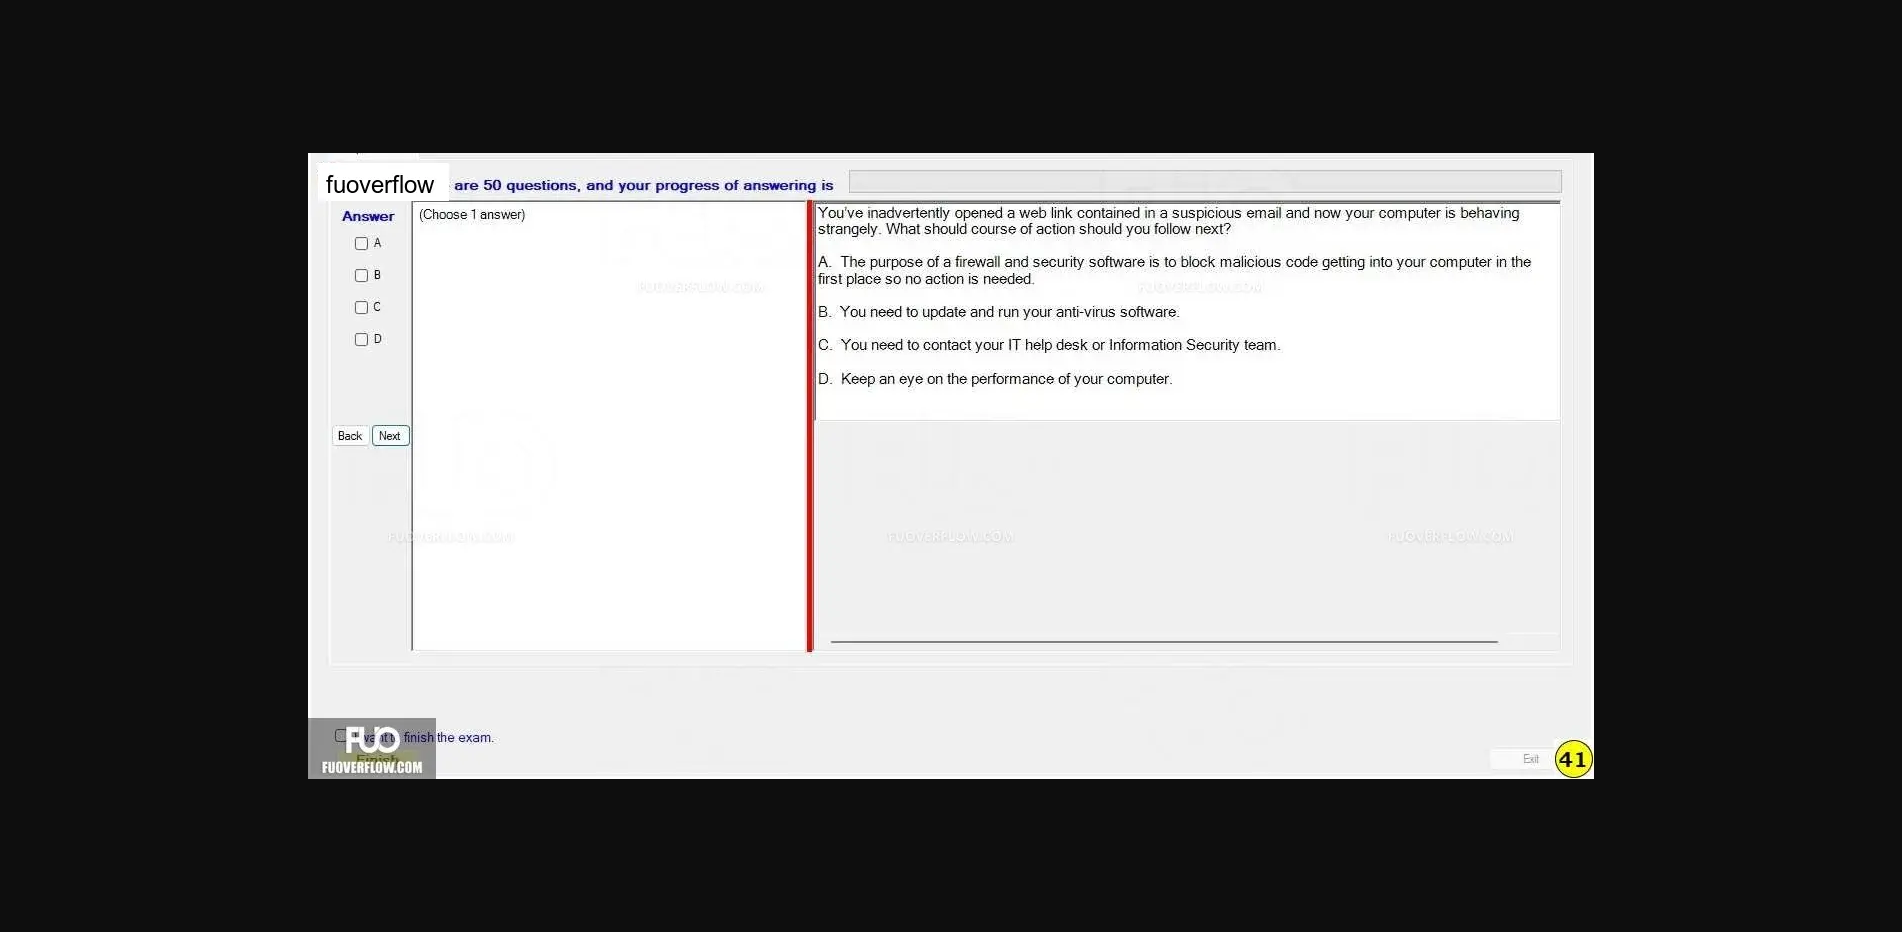 fuoverflow are 50 questions, and your progress of answering is
Answer
(Choose 1 answer)
A
B
C
D
Back Next
You've inadvertently opened a web link contained in a suspicious email and now your computer is behaving
strangely. What should course of action should you follow next?
A. The purpose of a firewall and security software is to block malicious code getting into your computer in the
first place so no action is needed.
B. You need to update and run your anti-virus software.
C. You need to contact your IT help desk or Information Security team.
D. Keep an eye on the performance of your computer.
FUOVERFLOW.COM
FUOVERFLOW.COM
FUOVERFLOW.COM
FUOVERFLOW.COM
FUOVERFLOW.COM
I want to finish the exam.
Finish
FUO
FUOVERFLOW.COM
Exit
41